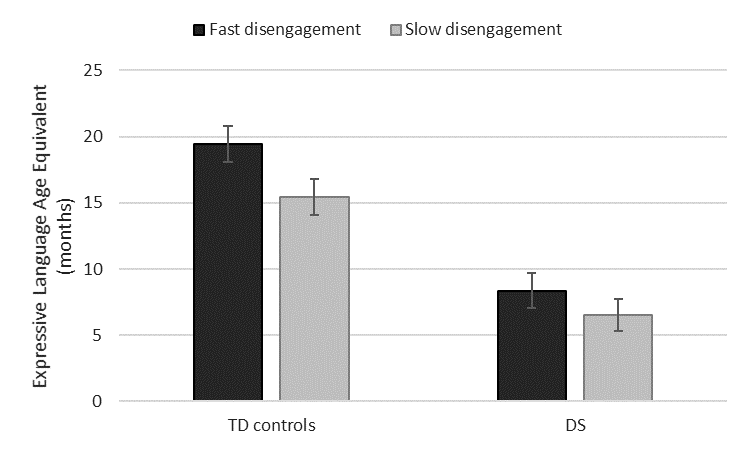 Fast disengagement Slow disengagement
Expressive Language Age Equivalent
(months)
25
20
15
10
5
0
TD controls DS